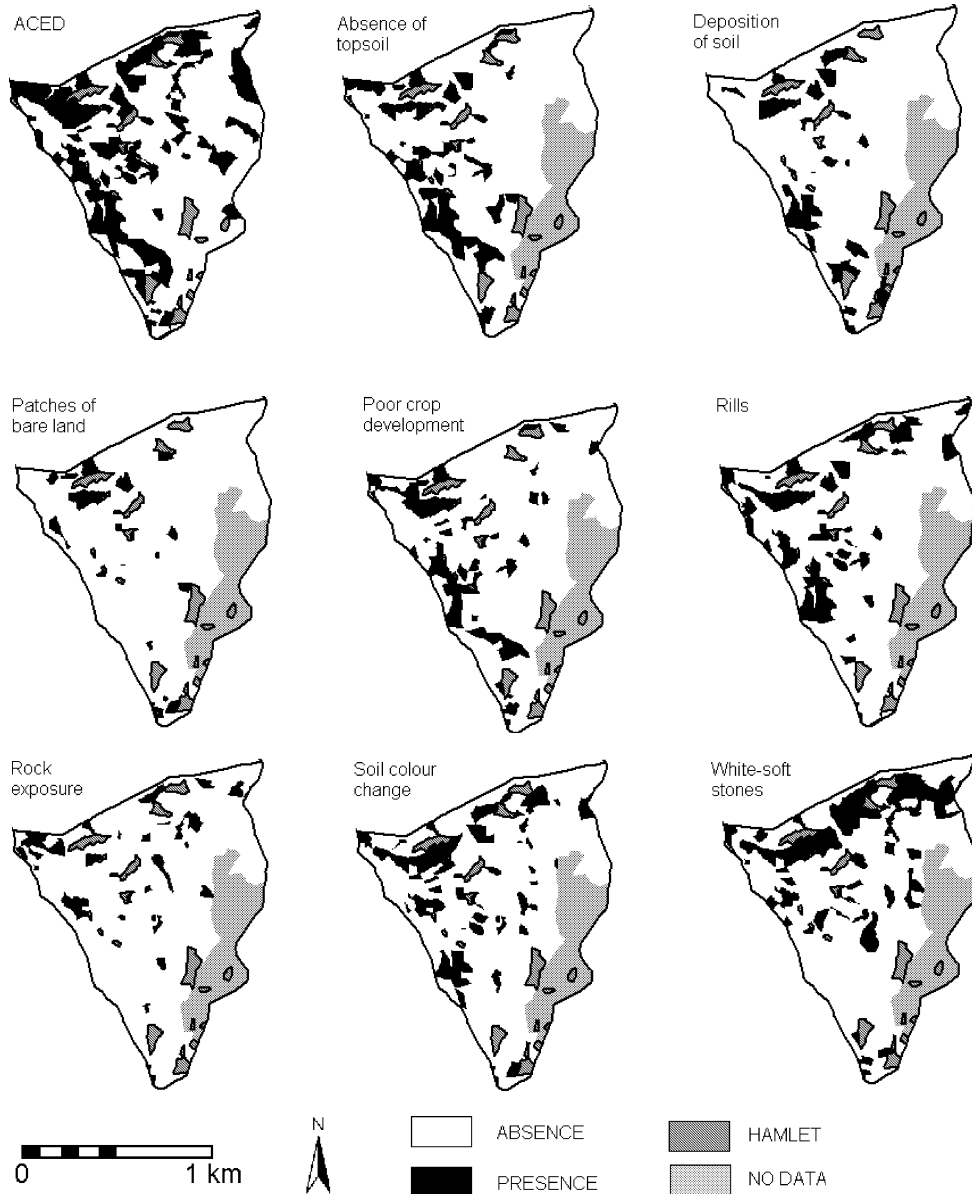 ACED
Absence of
topsoil
Deposition
of soil
Patches of
bare land
Poor crop
development
Rills
Rock
exposure
Soil colour
change
White-soft
stones
0 1 km
N
ABSENCE
PRESENCE
HAMLET
NO DATA